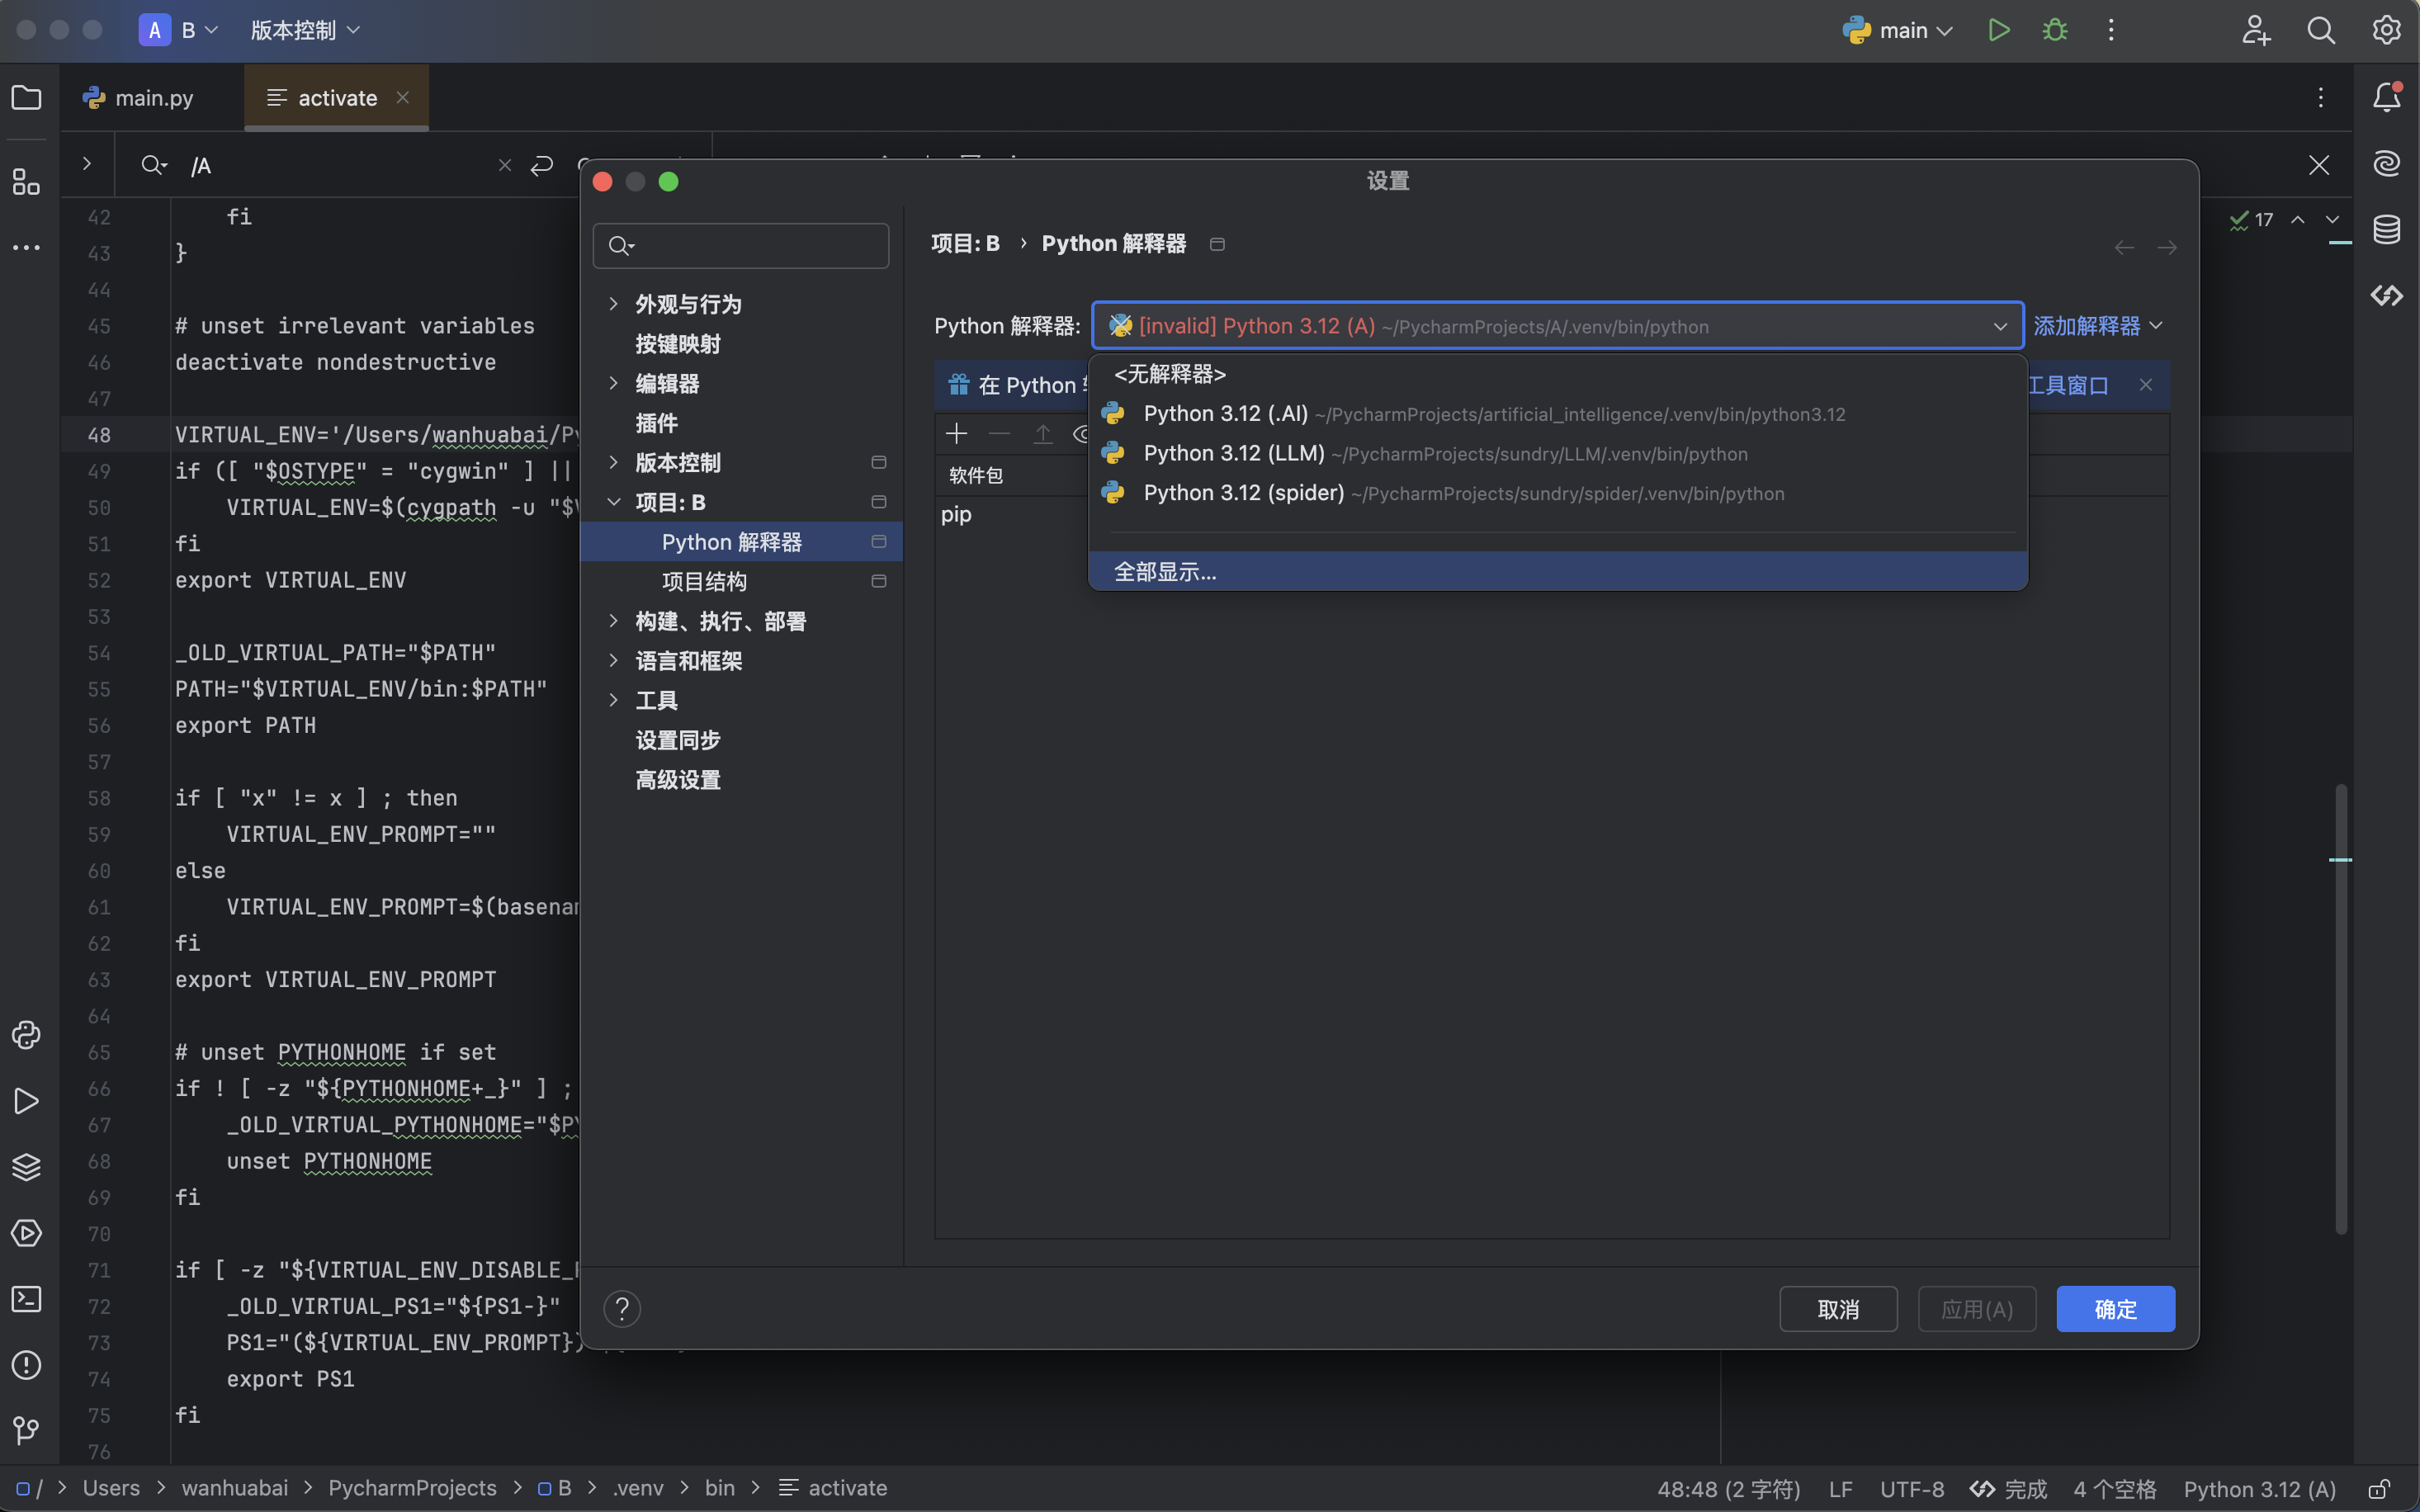 A B 版本控制
main
main.py
activate
/A
17
42 fi
43 }
44
45 # unset irrelevant variables
46 deactivate nondestructive
47
48 VIRTUAL_ENV='/Users/wanhuabai/Py
49 if ([ "$OSTYPE" = "cygwin" ] ||
50 VIRTUAL_ENV=$(cygpath -u "$V
51 fi
52 export VIRTUAL_ENV
53
54 _OLD_VIRTUAL_PATH="$PATH"
55 PATH="$VIRTUAL_ENV/bin:$PATH"
56 export PATH
57
58 if [ "x" != x ] ; then
59 VIRTUAL_ENV_PROMPT=""
60 else
61 VIRTUAL_ENV_PROMPT=$(basenam
62 fi
63 export VIRTUAL_ENV_PROMPT
64
65 # unset PYTHONHOME if set
66 if ! [ -z "${PYTHONHOME+_}" ] ;
67 _OLD_VIRTUAL_PYTHONHOME="$PY
68 unset PYTHONHOME
69 fi
70
71 if [ -z "${VIRTUAL_ENV_DISABLE_P
72 _OLD_VIRTUAL_PS1="${PS1-}"
73 PS1="(${VIRTUAL_ENV_PROMPT})
74 export PS1
75 fi
76
设置
外观与行为
按键映射
编辑器
插件
版本控制
项目: B
Python 解释器
项目结构
构建、执行、部署
语言和框架
工具
设置同步
高级设置
项目: B › Python 解释器
Python 解释器: [invalid] Python 3.12 (A) ~/PycharmProjects/A/.venv/bin/python 添加解释器
在 Python
工具窗口
<无解释器>
Python 3.12 (.AI) ~/PycharmProjects/artificial_intelligence/.venv/bin/python3.12
Python 3.12 (LLM) ~/PycharmProjects/sundry/LLM/.venv/bin/python
Python 3.12 (spider) ~/PycharmProjects/sundry/spider/.venv/bin/python
全部显示...
软件包
pip
?
取消 应用(A) 确定
/ > Users > wanhuabai > PycharmProjects > B > .venv > bin > activate
48:48 (2 字符) LF UTF-8 完成 4 个空格 Python 3.12 (A)